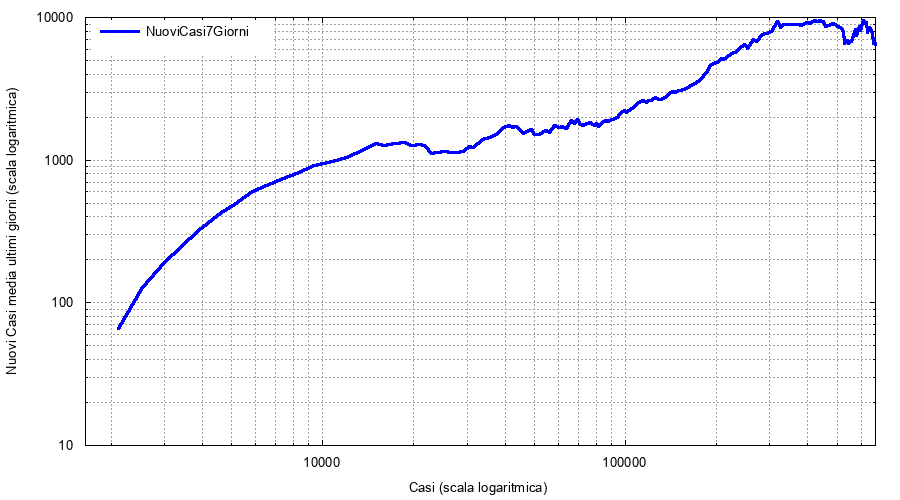 10000
NuoviCasi7Giorni
1000
100
10
Nuovi Casi media ultimi giorni (scala logaritmica)
10000 100000
Casi (scala logaritmica)